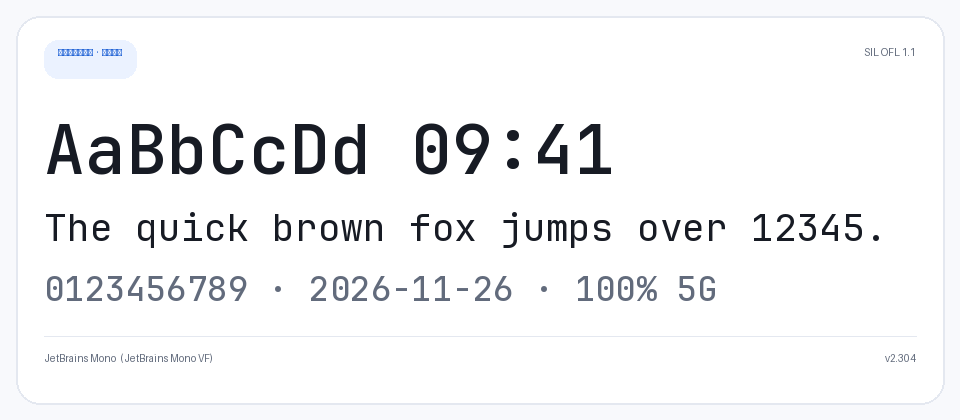 SIL OFL 1.1
AaBbCcDd 09:41
The quick brown fox jumps over 12345.
0123456789 · 2026-11-26 · 100% 5G
JetBrains Mono (JetBrains Mono VF)
v2.304